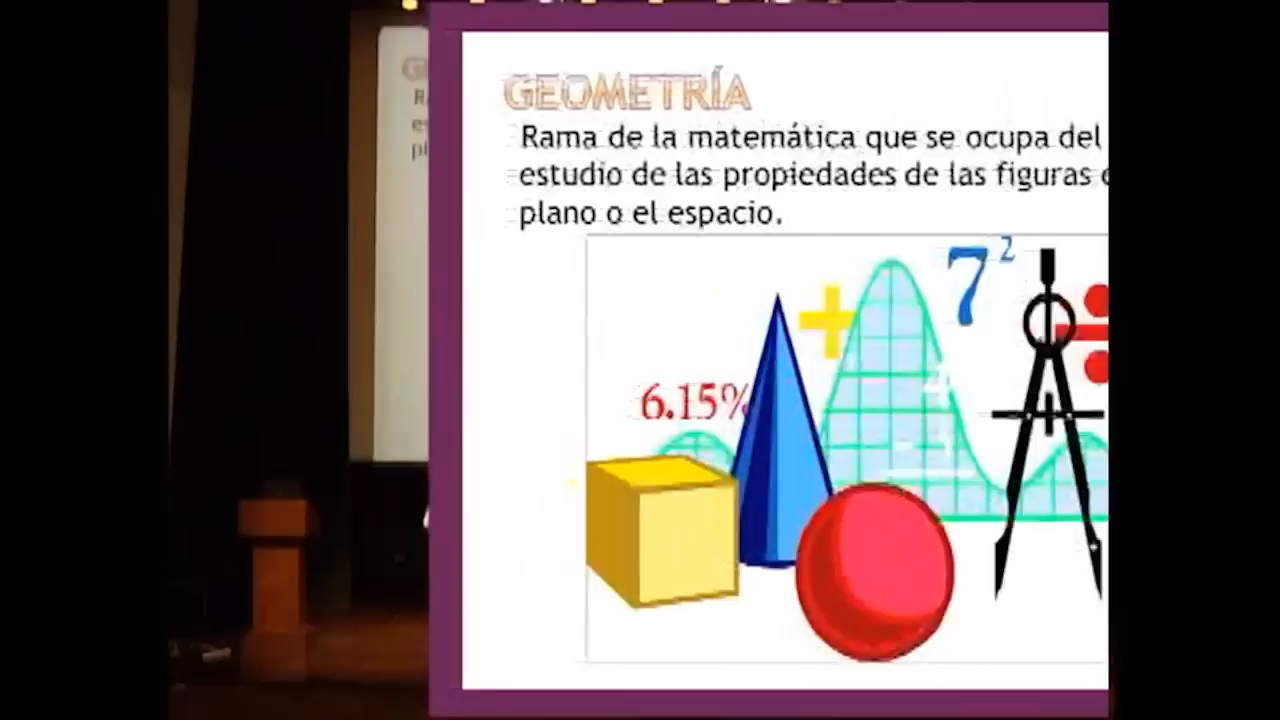 GEOMETRÍA
Rama de la matemática que se ocupa del
estudio de las propiedades de las figuras
plano o el espacio.
7²
6.15%